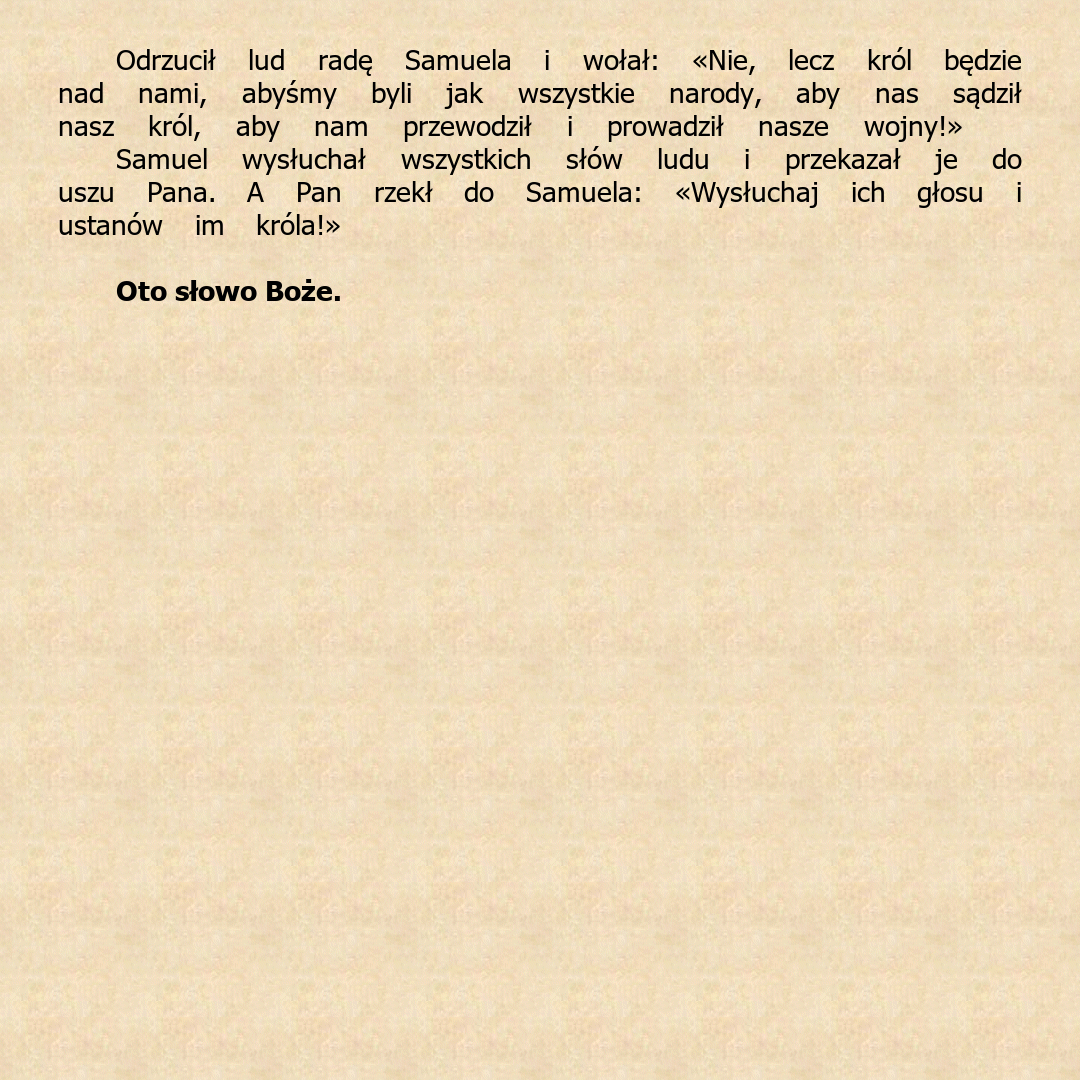 Odrzucił lud radę Samuela i wołał: «Nie, lecz król będzie
nad nami, abyśmy byli jak wszystkie narody, aby nas sądził
nasz król, aby nam przewodził i prowadził nasze wojny!»
Samuel wysłuchał wszystkich słów ludu i przekazał je do
uszu Pana. A Pan rzekł do Samuela: «Wysłuchaj ich głosu i
ustanów im króla!»
Oto słowo Boże.